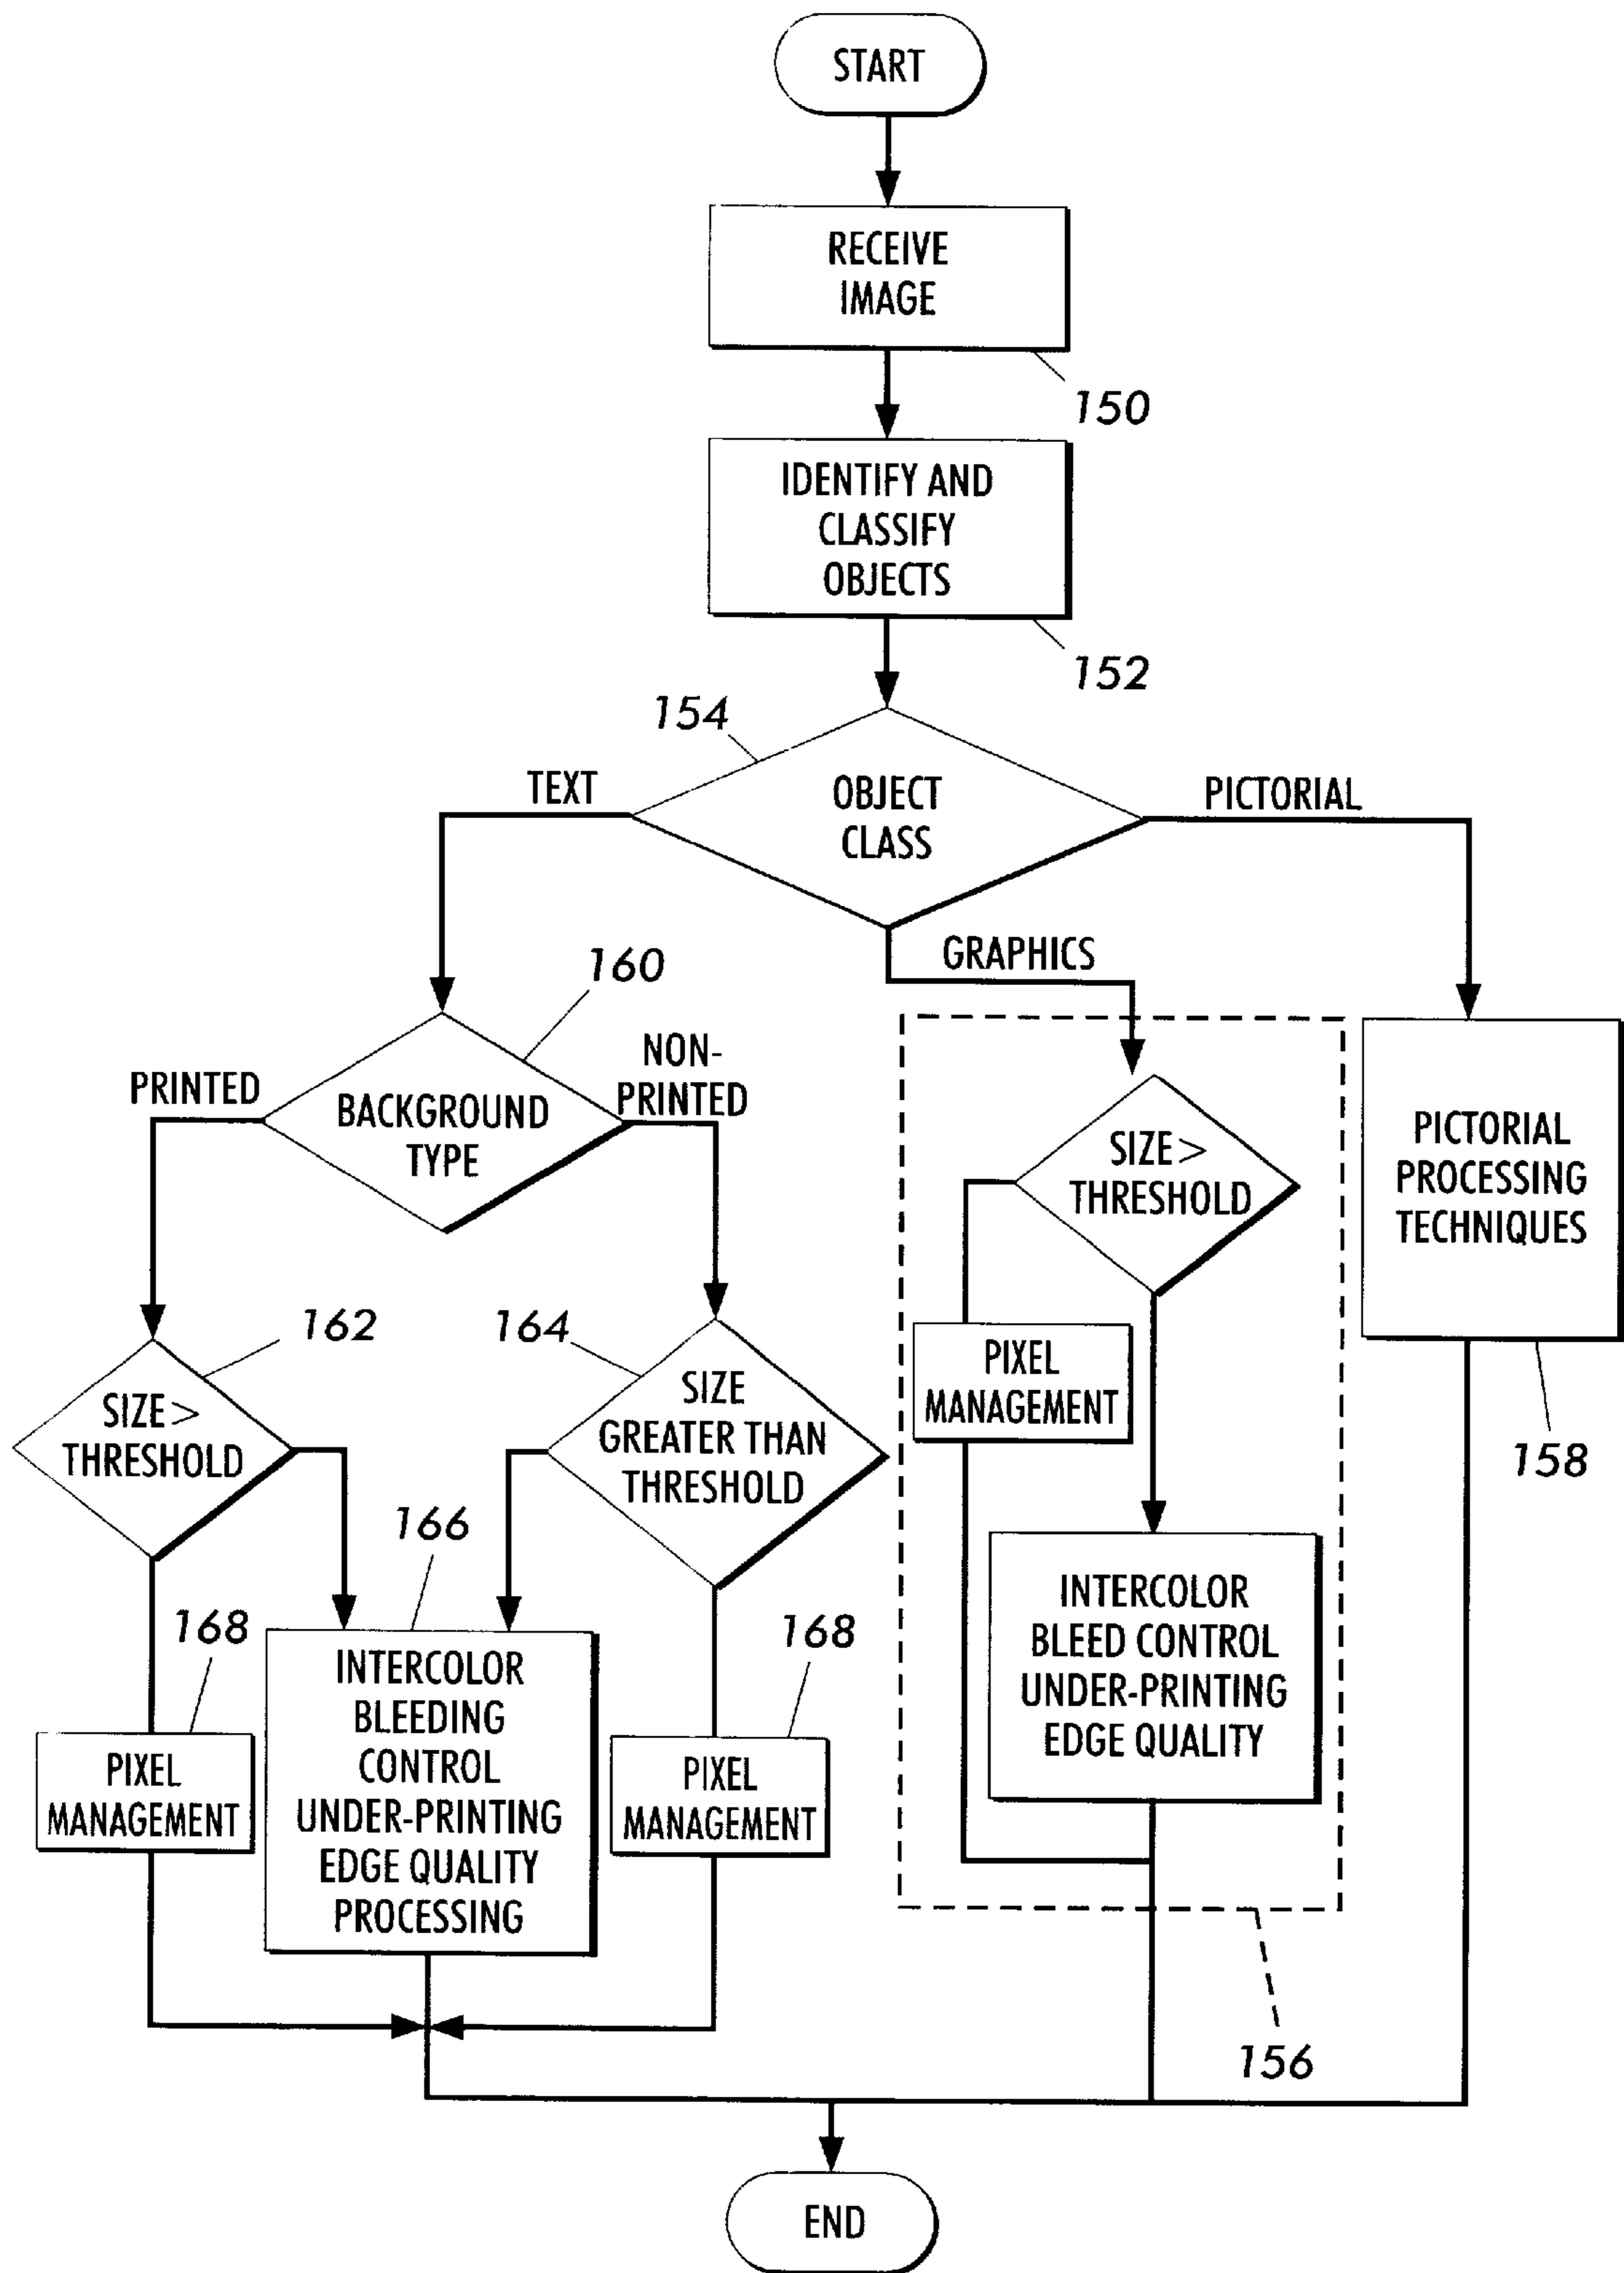 START
RECEIVE
IMAGE
150
IDENTIFY AND
CLASSIFY
OBJECTS
152
154
OBJECT
CLASS
TEXT
PICTORIAL
GRAPHICS
160
BACKGROUND
TYPE
PRINTED
NON-
PRINTED
SIZE >
THRESHOLD
PICTORIAL
PROCESSING
TECHNIQUES
158
162
SIZE >
THRESHOLD
164
SIZE
GREATER THAN
THRESHOLD
PIXEL
MANAGEMENT
166
INTERCOLOR
BLEED CONTROL
UNDER-PRINTING
EDGE QUALITY
168
PIXEL
MANAGEMENT
INTERCOLOR
BLEEDING
CONTROL
UNDER-PRINTING
EDGE QUALITY
PROCESSING
168
PIXEL
MANAGEMENT
156
END